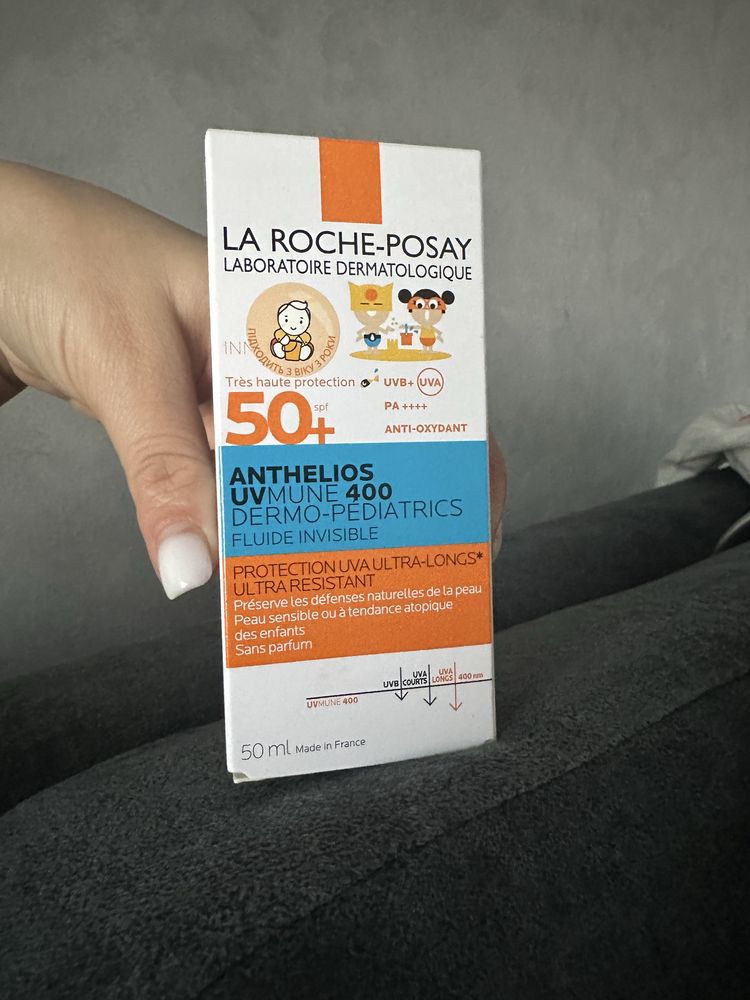 LA ROCHE-POSAY
LABORATOIRE DERMATOLOGIQUE
ПІДХОДИТЬ З ВІКУ 3 РОКИ
Très haute protection
50+ spf
UVB+ UVA
PA ++++
ANTI-OXYDANT
ANTHELIOS
UVMUNE 400
DERMO-PEDIATRICS
FLUIDE INVISIBLE
PROTECTION UVA ULTRA-LONGS*
ULTRA RESISTANT
Préserve les défenses naturelles de la peau
Peau sensible ou à tendance atopique
des enfants
Sans parfum
UVB
UVA COURTS
UVA LONGS
400 nm
UVMUNE 400
50 ml Made in France